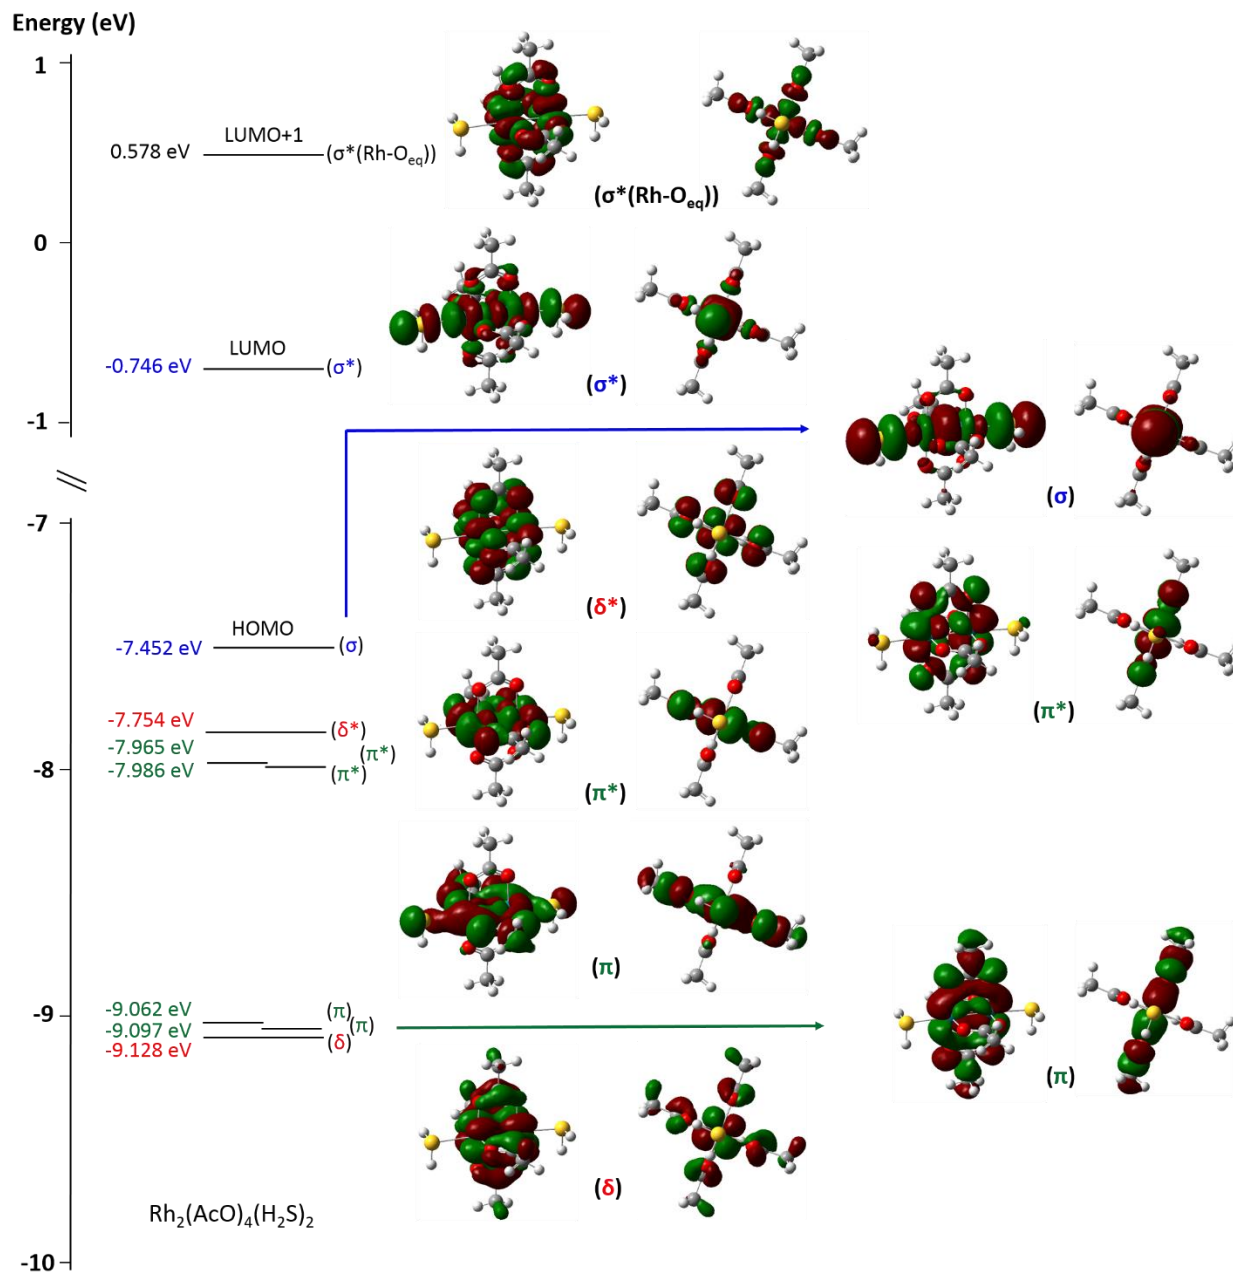 Energy (eV)
1
0.578 eV
LUMO+1
(σ*(Rh-Oeq))
(σ*(Rh-Oeq))
0
-0.746 eV
LUMO
(σ*)
(σ*)
-1
(σ)
//
-7
(δ*)
HOMO
-7.452 eV
(σ)
(π*)
-7.754 eV
(δ*)
-7.965 eV
(π*)
-7.986 eV
(π*)
-8
(π*)
(π)
-9.062 eV
(π)
-9
-9.097 eV
(π)
-9.128 eV
(δ)
(π)
(δ)
Rh2(AcO)4(H2S)2
-10